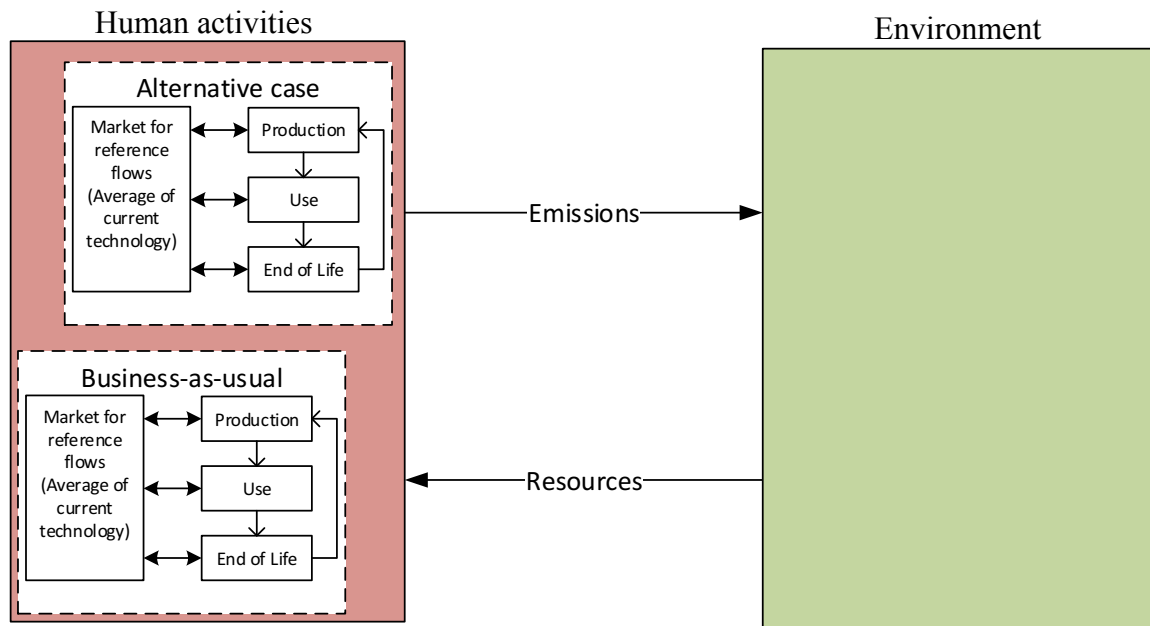 Human activities
Environment
Alternative case
Market for
reference
flows
(Average of
current
technology)
Production
Use
End of Life
Emissions
Business-as-usual
Market for
reference
flows
(Average of
current
technology)
Production
Use
End of Life
Resources